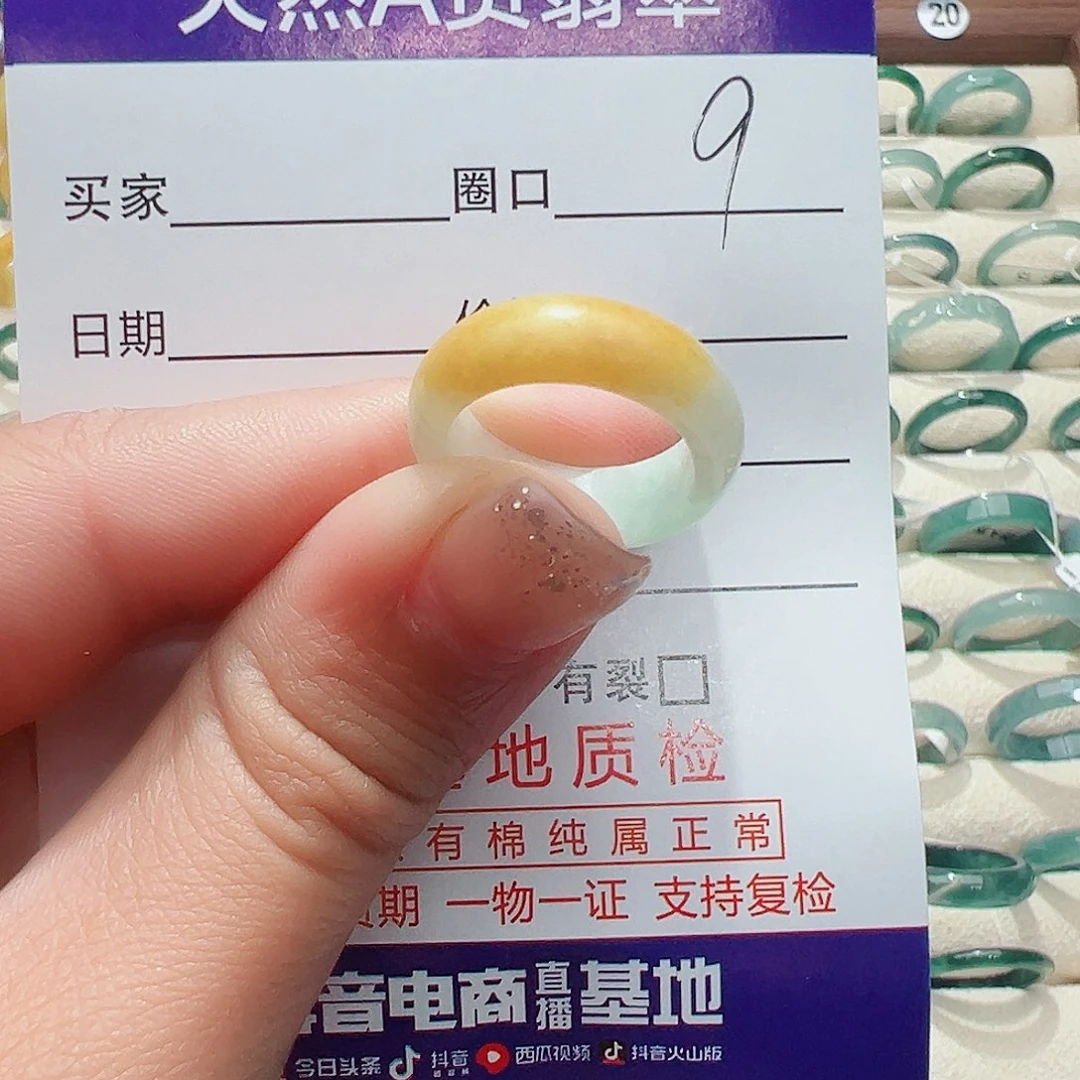 天然A货翡翠
20
买家 圈口 9
日期
有裂
地质检
有棉纯属正常
期 一物一证 支持复检
音电商直播基地
今日头条 抖音 西瓜视频 抖音火山版